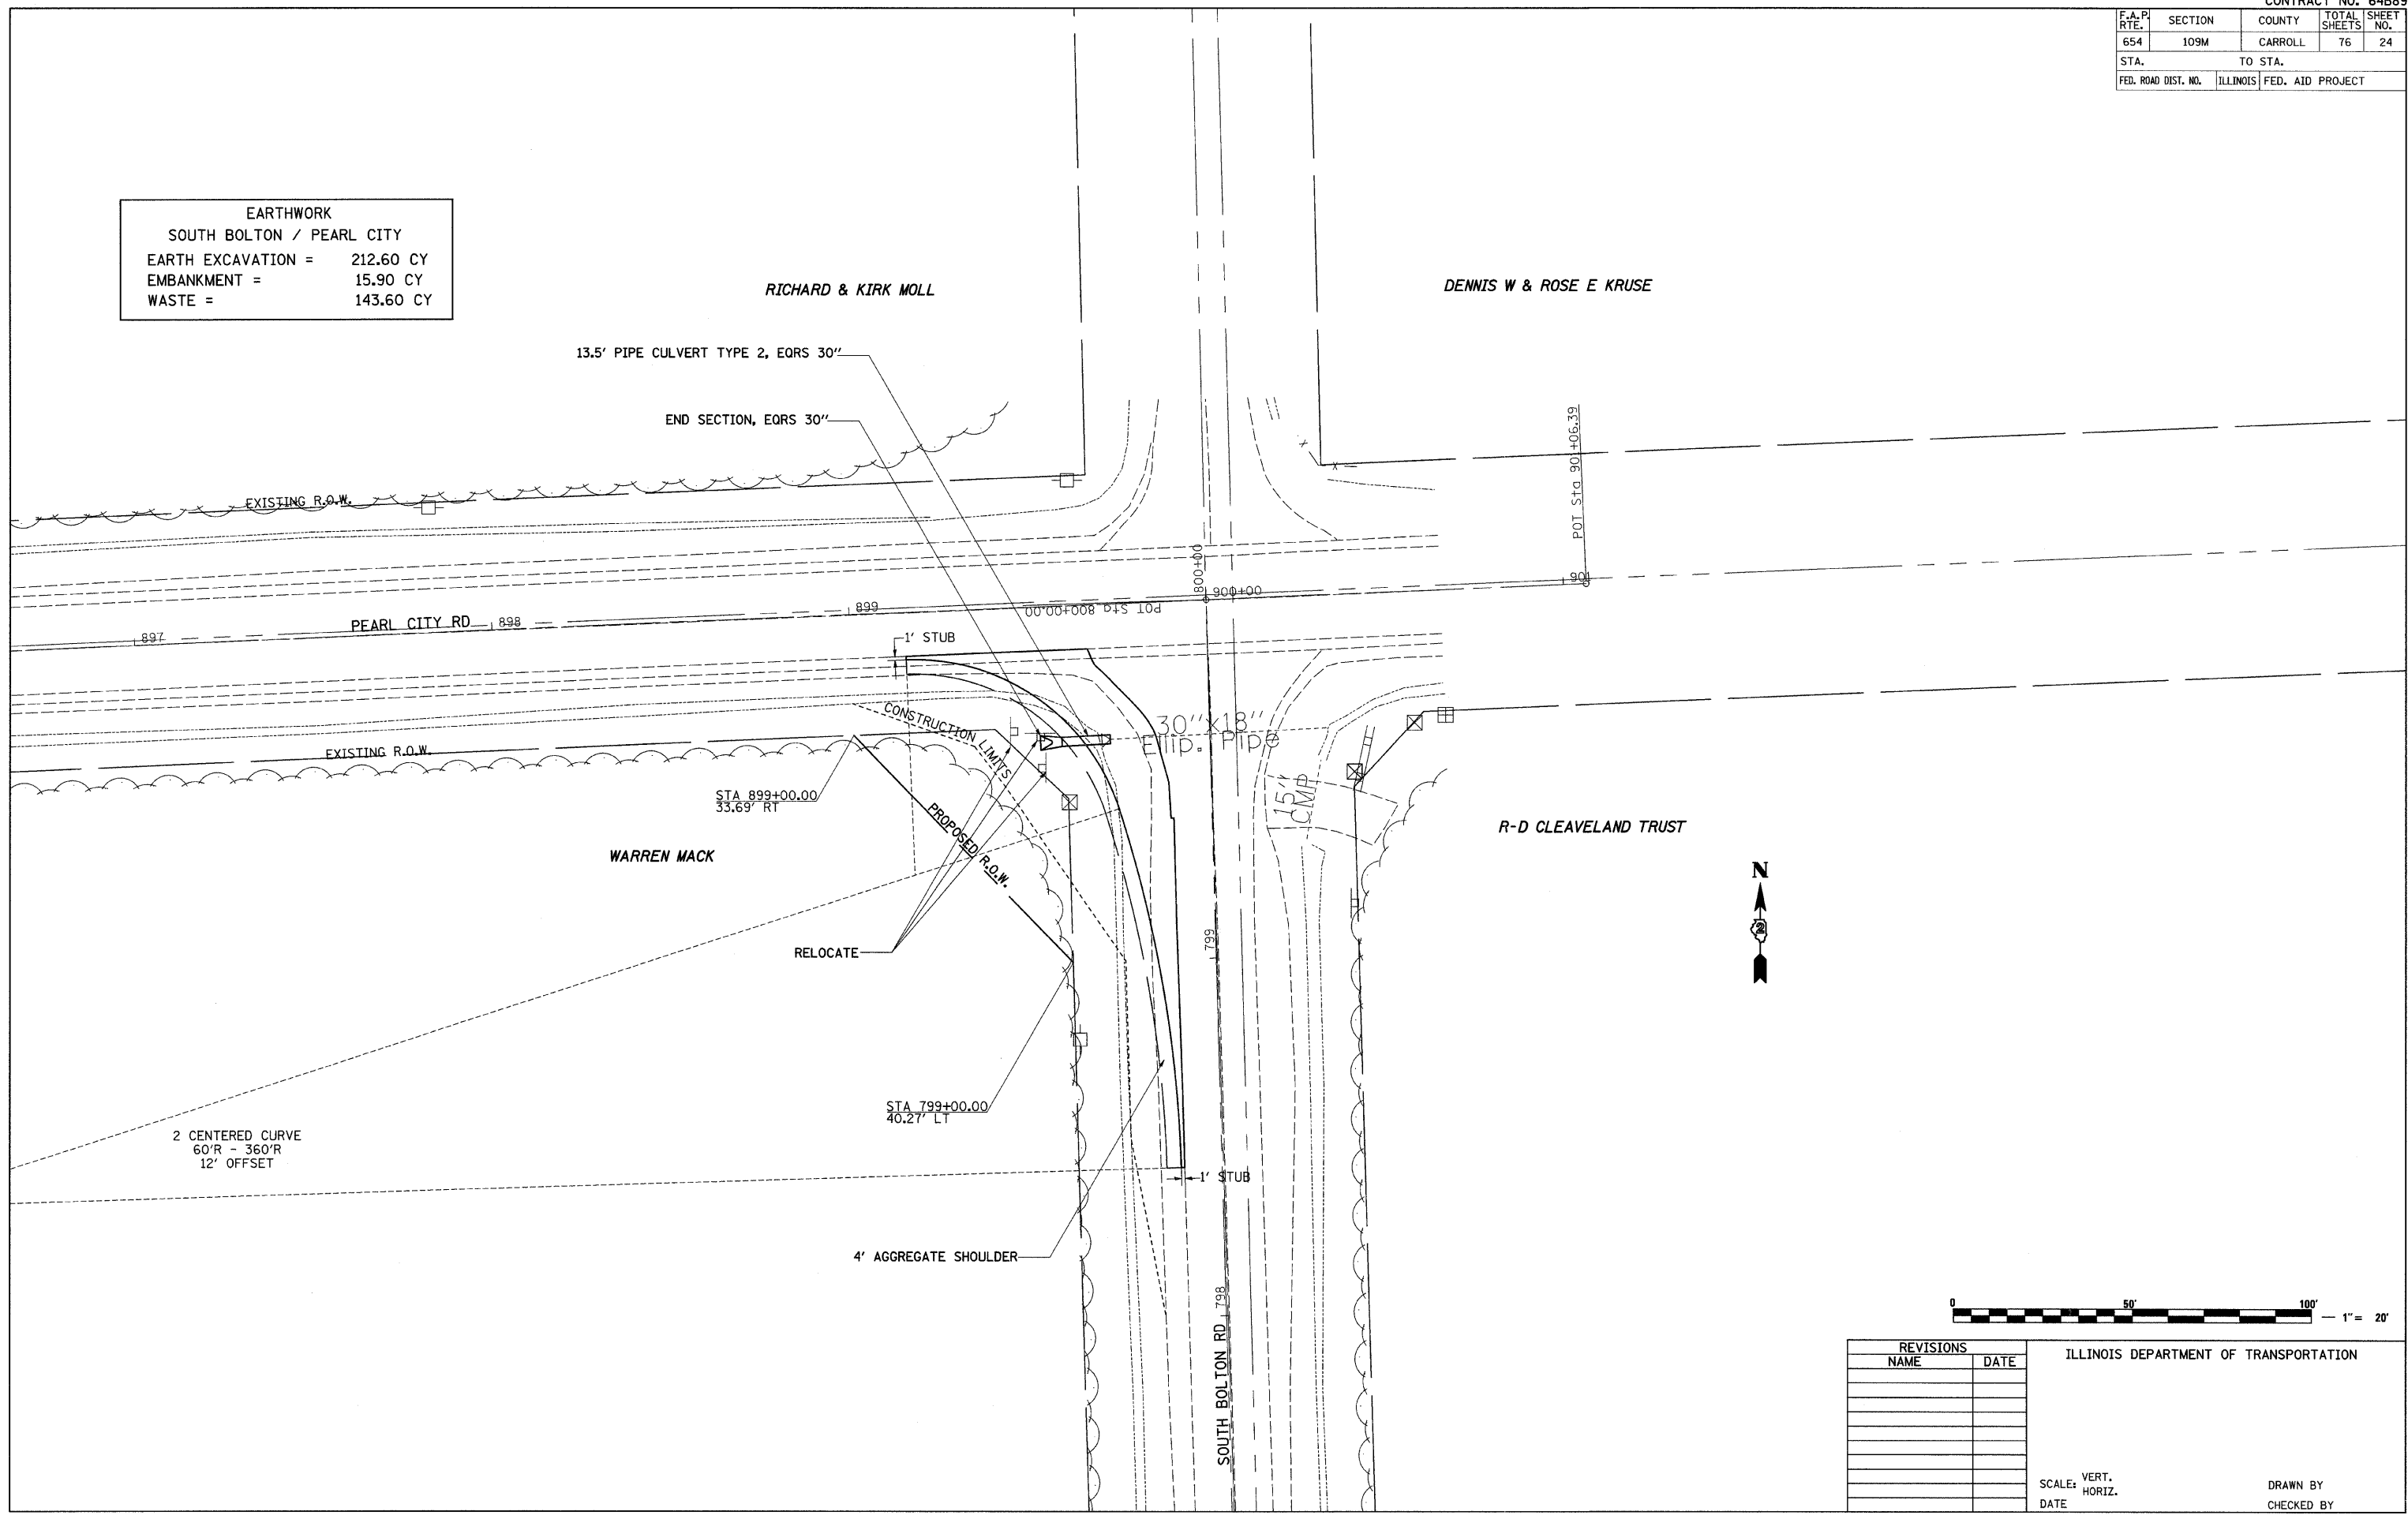 CONTRACT NO. 64B89
F.A.P. RTE. SECTION COUNTY TOTAL SHEETS SHEET NO.
654 109M CARROLL 76 24
STA. TO STA.
FED. ROAD DIST. NO. ILLINOIS FED. AID PROJECT
EARTHWORK
SOUTH BOLTON / PEARL CITY
EARTH EXCAVATION = 212.60 CY
EMBANKMENT = 15.90 CY
WASTE = 143.60 CY
RICHARD & KIRK MOLL
DENNIS W & ROSE E KRUSE
13.5' PIPE CULVERT TYPE 2, EQRS 30"
END SECTION, EQRS 30"
POT Sta 901+06.39
EXISTING R.O.W.
800+00
900+00
901
POT Sta 800+00.00
899
898
897
PEARL CITY RD
1' STUB
CONSTRUCTION LIMITS
30"x18"
Ellip. Pipe
EXISTING R.O.W.
15"
CMP
STA 899+00.00
33.69' RT
PROPOSED R.O.W.
R-D CLEAVELAND TRUST
WARREN MACK
N
2
RELOCATE
799
STA 799+00.00
40.27' LT
2 CENTERED CURVE
60'R - 360'R
12' OFFSET
1' STUB
4' AGGREGATE SHOULDER
798
SOUTH BOLTON RD
0 50' 100'
1"= 20'
REVISIONS
NAME DATE
ILLINOIS DEPARTMENT OF TRANSPORTATION
SCALE: VERT.
HORIZ.
DRAWN BY
DATE
CHECKED BY